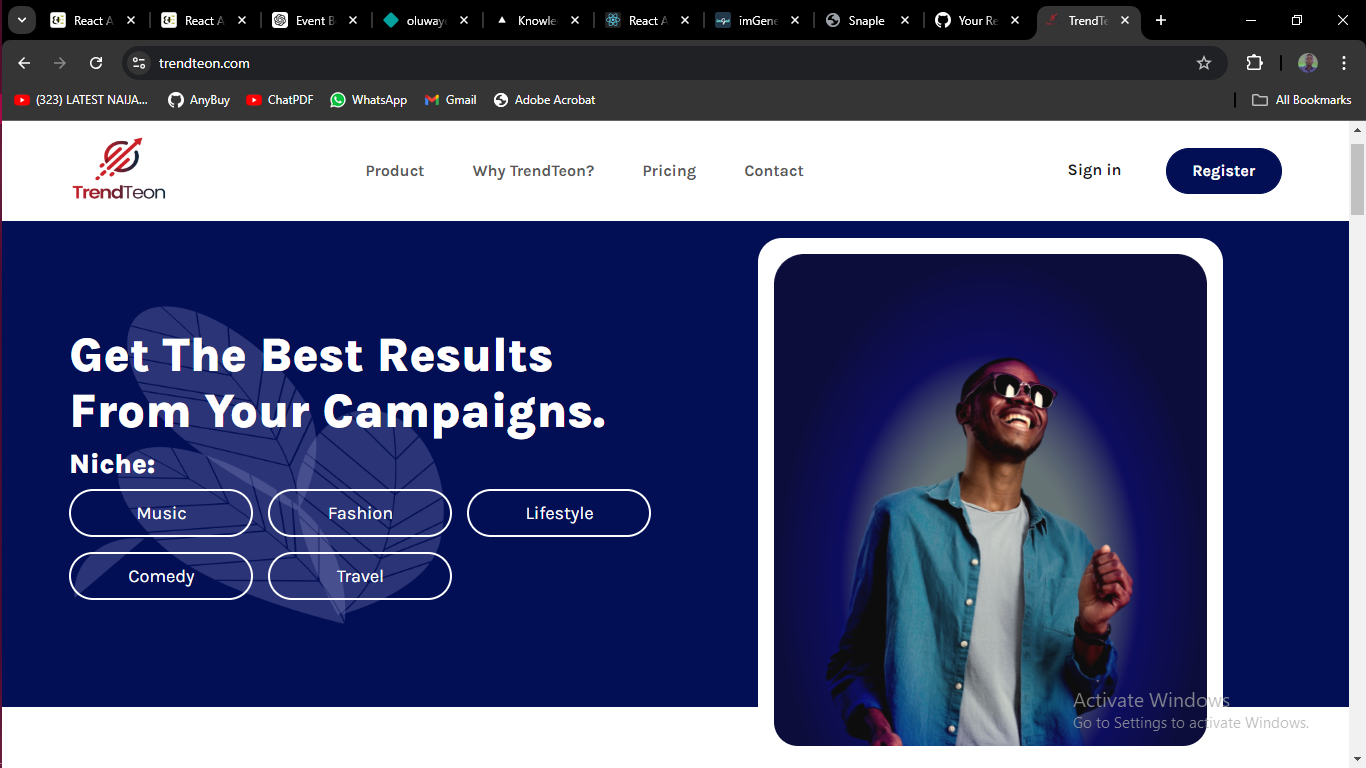 React A
React A
Event B
oluway
Knowle
React A
imGene
Snaple
Your Re
TrendTe
trendteon.com
(323) LATEST NAIJA...
AnyBuy
ChatPDF
WhatsApp
Gmail
Adobe Acrobat
All Bookmarks
TrendTeon
Product
Why TrendTeon?
Pricing
Contact
Sign in
Register
Get The Best Results
From Your Campaigns.
Niche:
Music
Fashion
Lifestyle
Comedy
Travel
Activate Windows
Go to Settings to activate Windows.